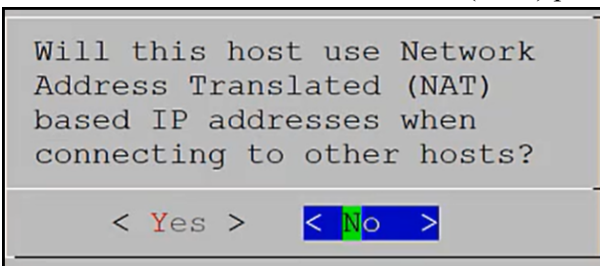 Will this host use Network
Address Translated (NAT)
based IP addresses when
connecting to other hosts?
< Yes > < No >